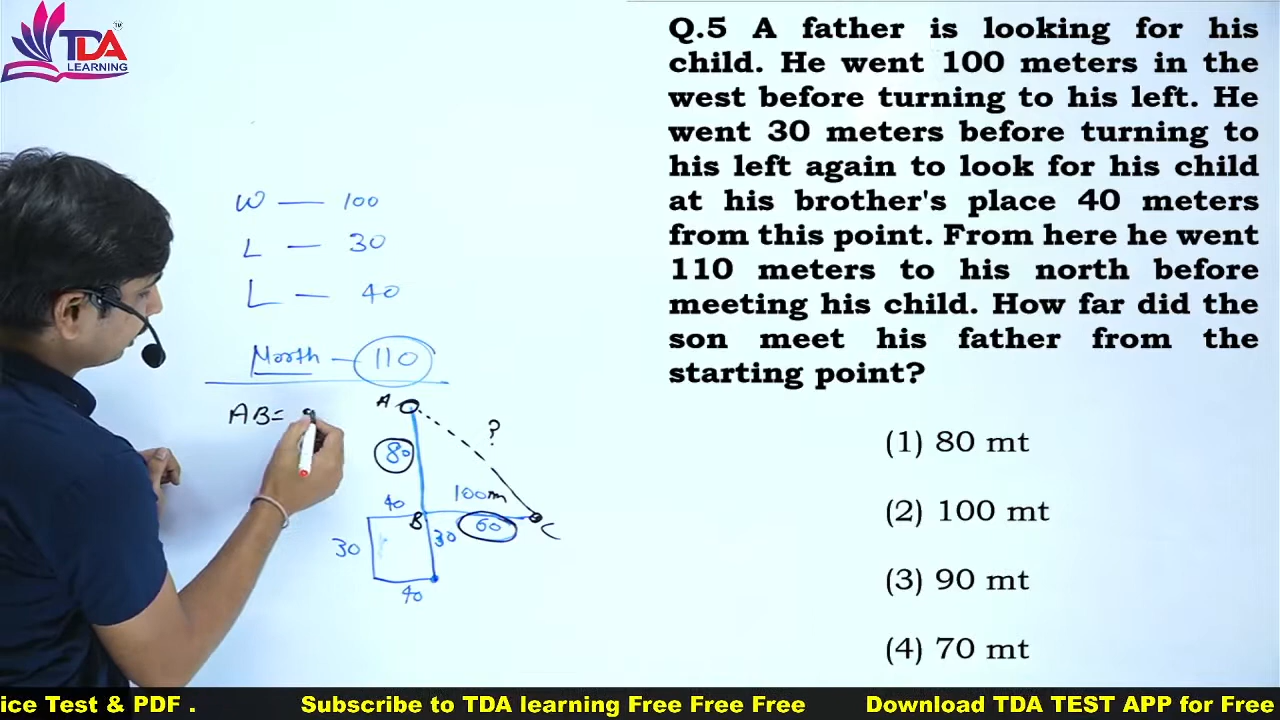 TDA
LEARNING
Q.5 A father is looking for his
child. He went 100 meters in the
west before turning to his left. He
went 30 meters before turning to
his left again to look for his child
at his brother's place 40 meters
from this point. From here he went
110 meters to his north before
meeting his child. How far did the
son meet his father from the
starting point?
(1) 80 mt
(2) 100 mt
(3) 90 mt
(4) 70 mt
W — 100
L — 30
L — 40
North — 110
AB=
A
?
80
40
100m
B
60
C
30
30
40
ice Test & PDF . Subscribe to TDA learning Free Free Free Download TDA TEST APP for Free